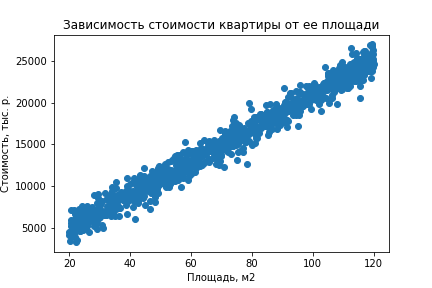 Зависимость стоимости квартиры от ее площади
Стоимость, тыс. р.
25000
20000
15000
10000
5000
20 40 60 80 100 120
Площадь, м2